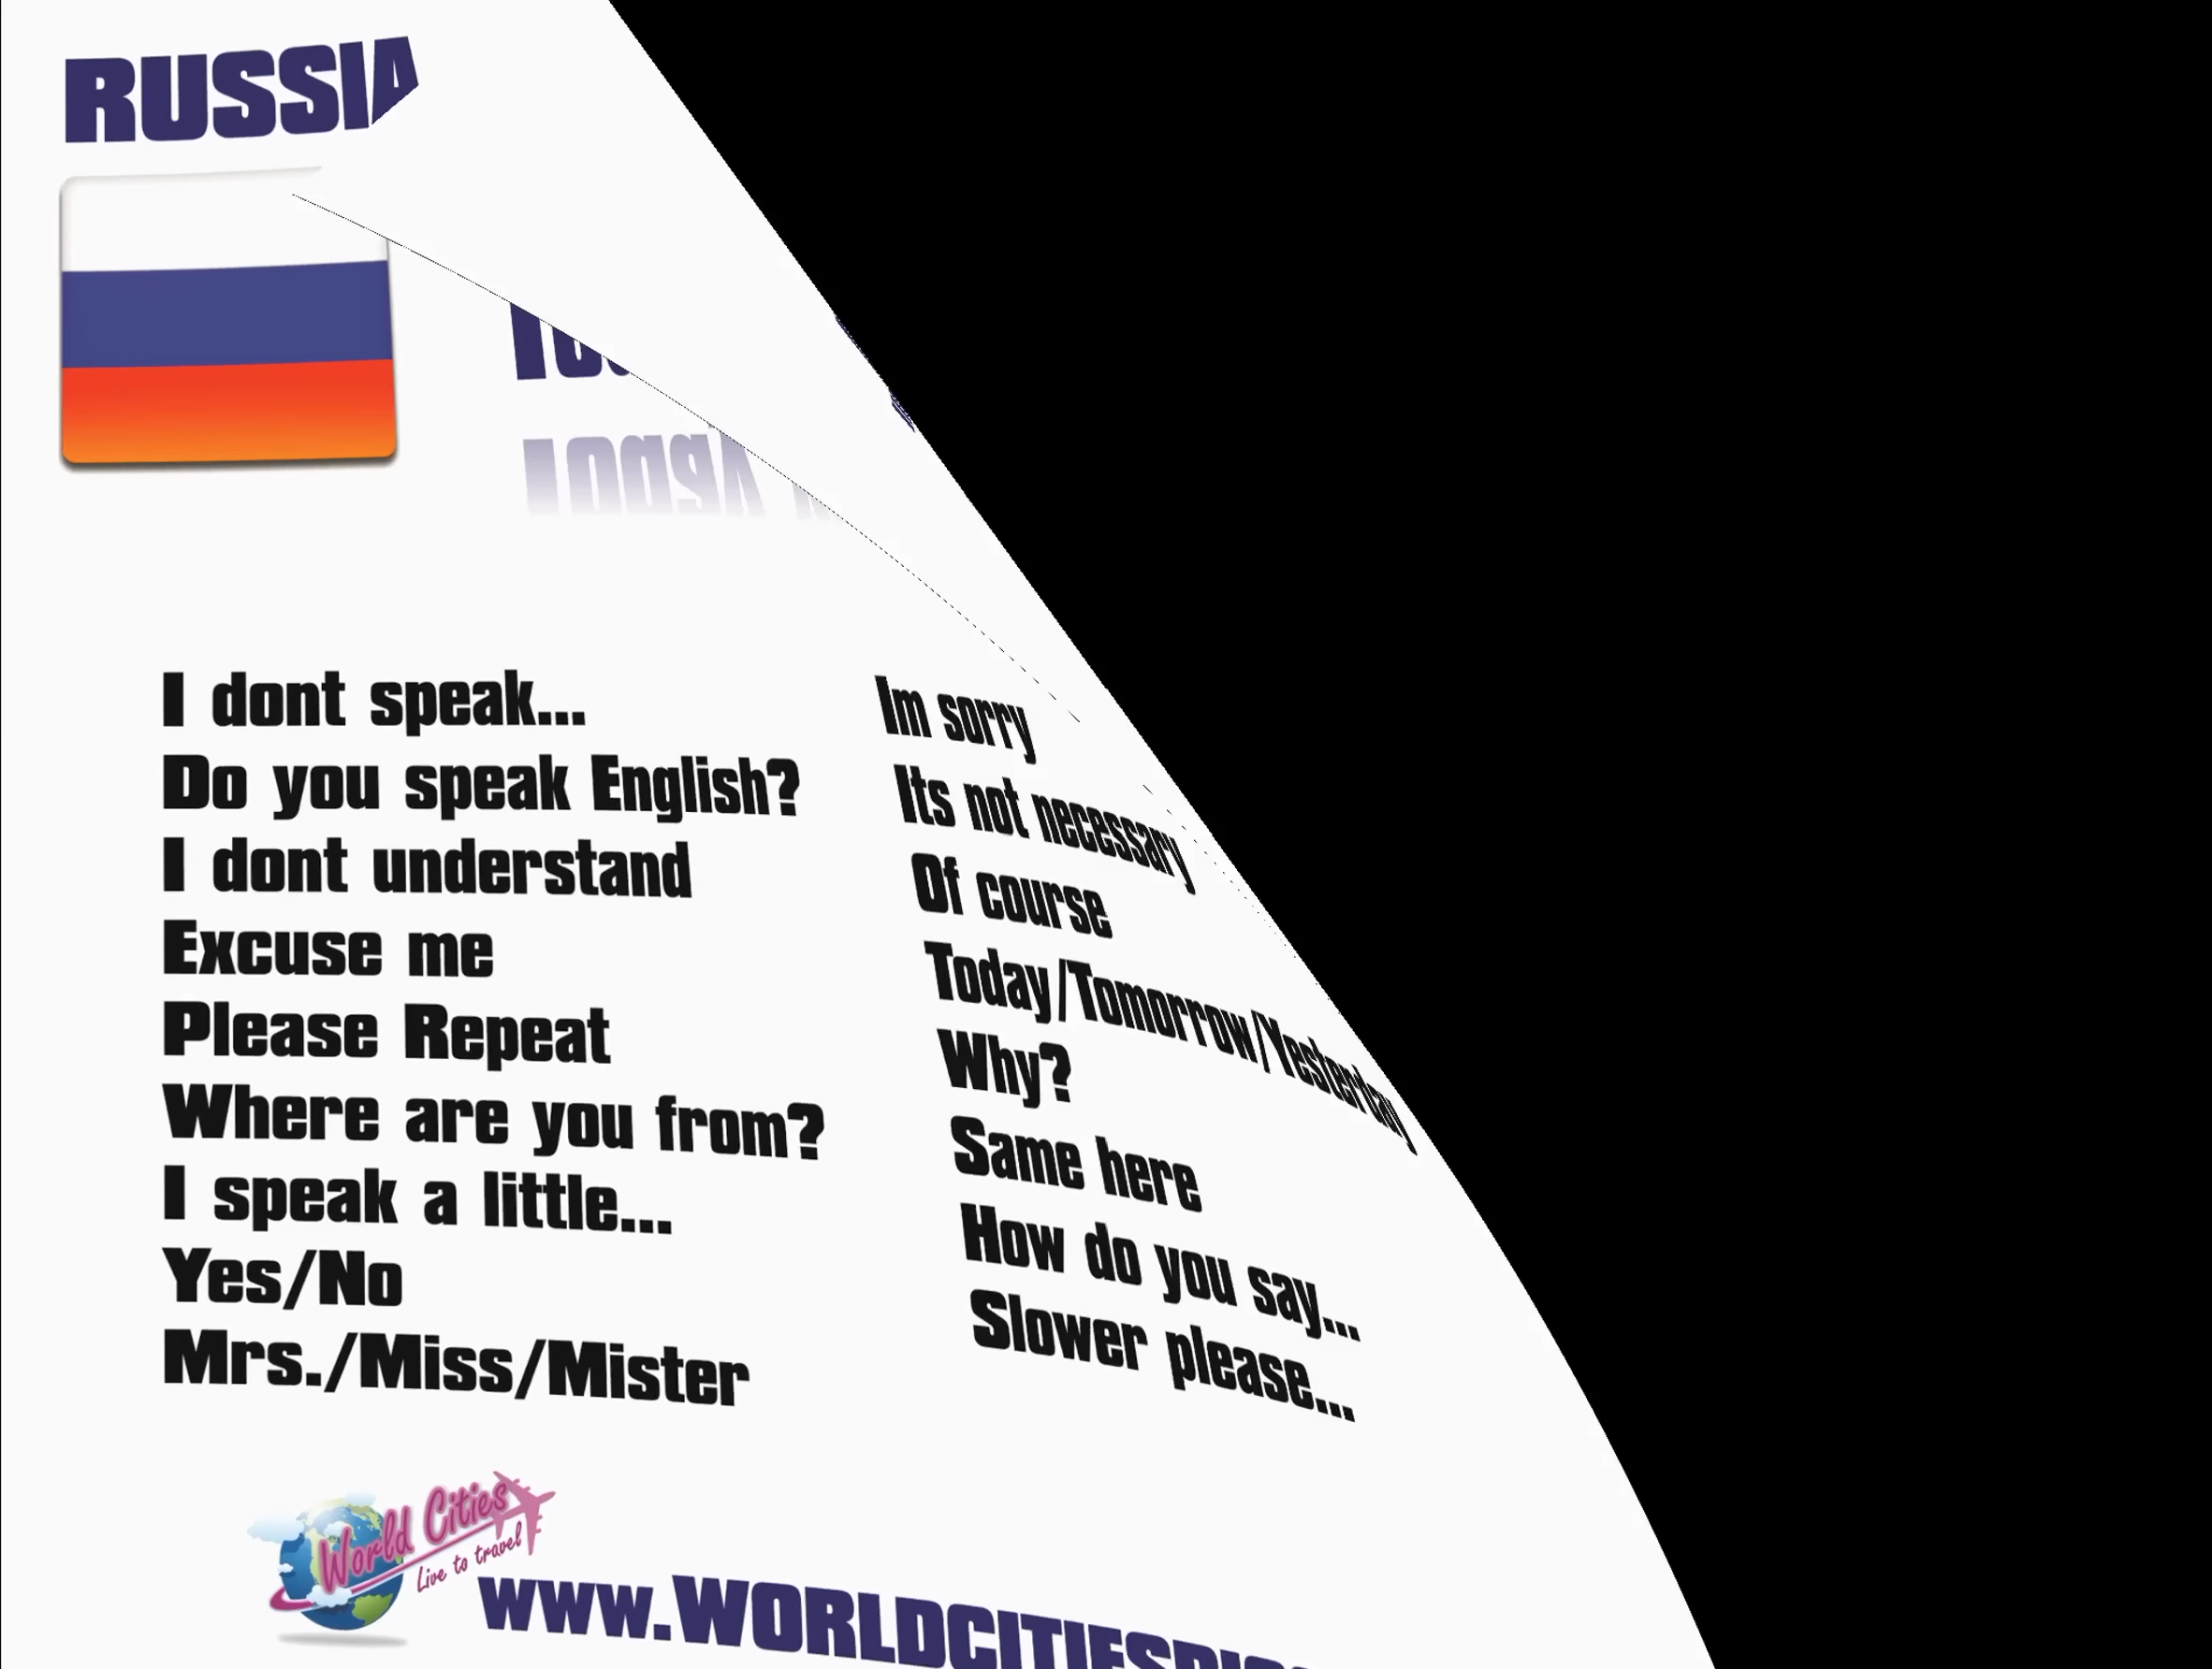 RUSSIA
I dont speak...
Do you speak English?
I dont understand
Excuse me
Please Repeat
Where are you from?
I speak a little...
Yes/No
Mrs./Miss/Mister
Im sorry
Its not necessary
Of course
Today/Tomorrow/Yesterday
Why?
Same here
How do you say...
Slower please...
World Cities
Live to travel